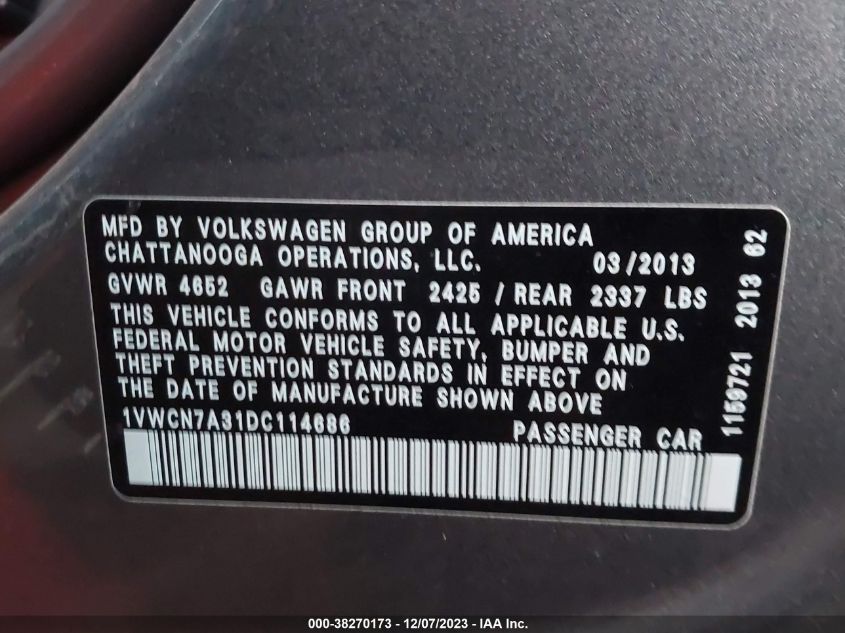 MFD BY VOLKSWAGEN GROUP OF AMERICA
CHATTANOOGA OPERATIONS, LLC. 03/2013
GVWR 4652 GAWR FRONT 2425 / REAR 2337 LBS
THIS VEHICLE CONFORMS TO ALL APPLICABLE U.S.
FEDERAL MOTOR VEHICLE SAFETY, BUMPER AND
THEFT PREVENTION STANDARDS IN EFFECT ON
THE DATE OF MANUFACTURE SHOWN ABOVE
1VWCN7A31DC114686 PASSENGER CAR
1159721 2013 62
000-38270173 - 12/07/2023 - IAA Inc.